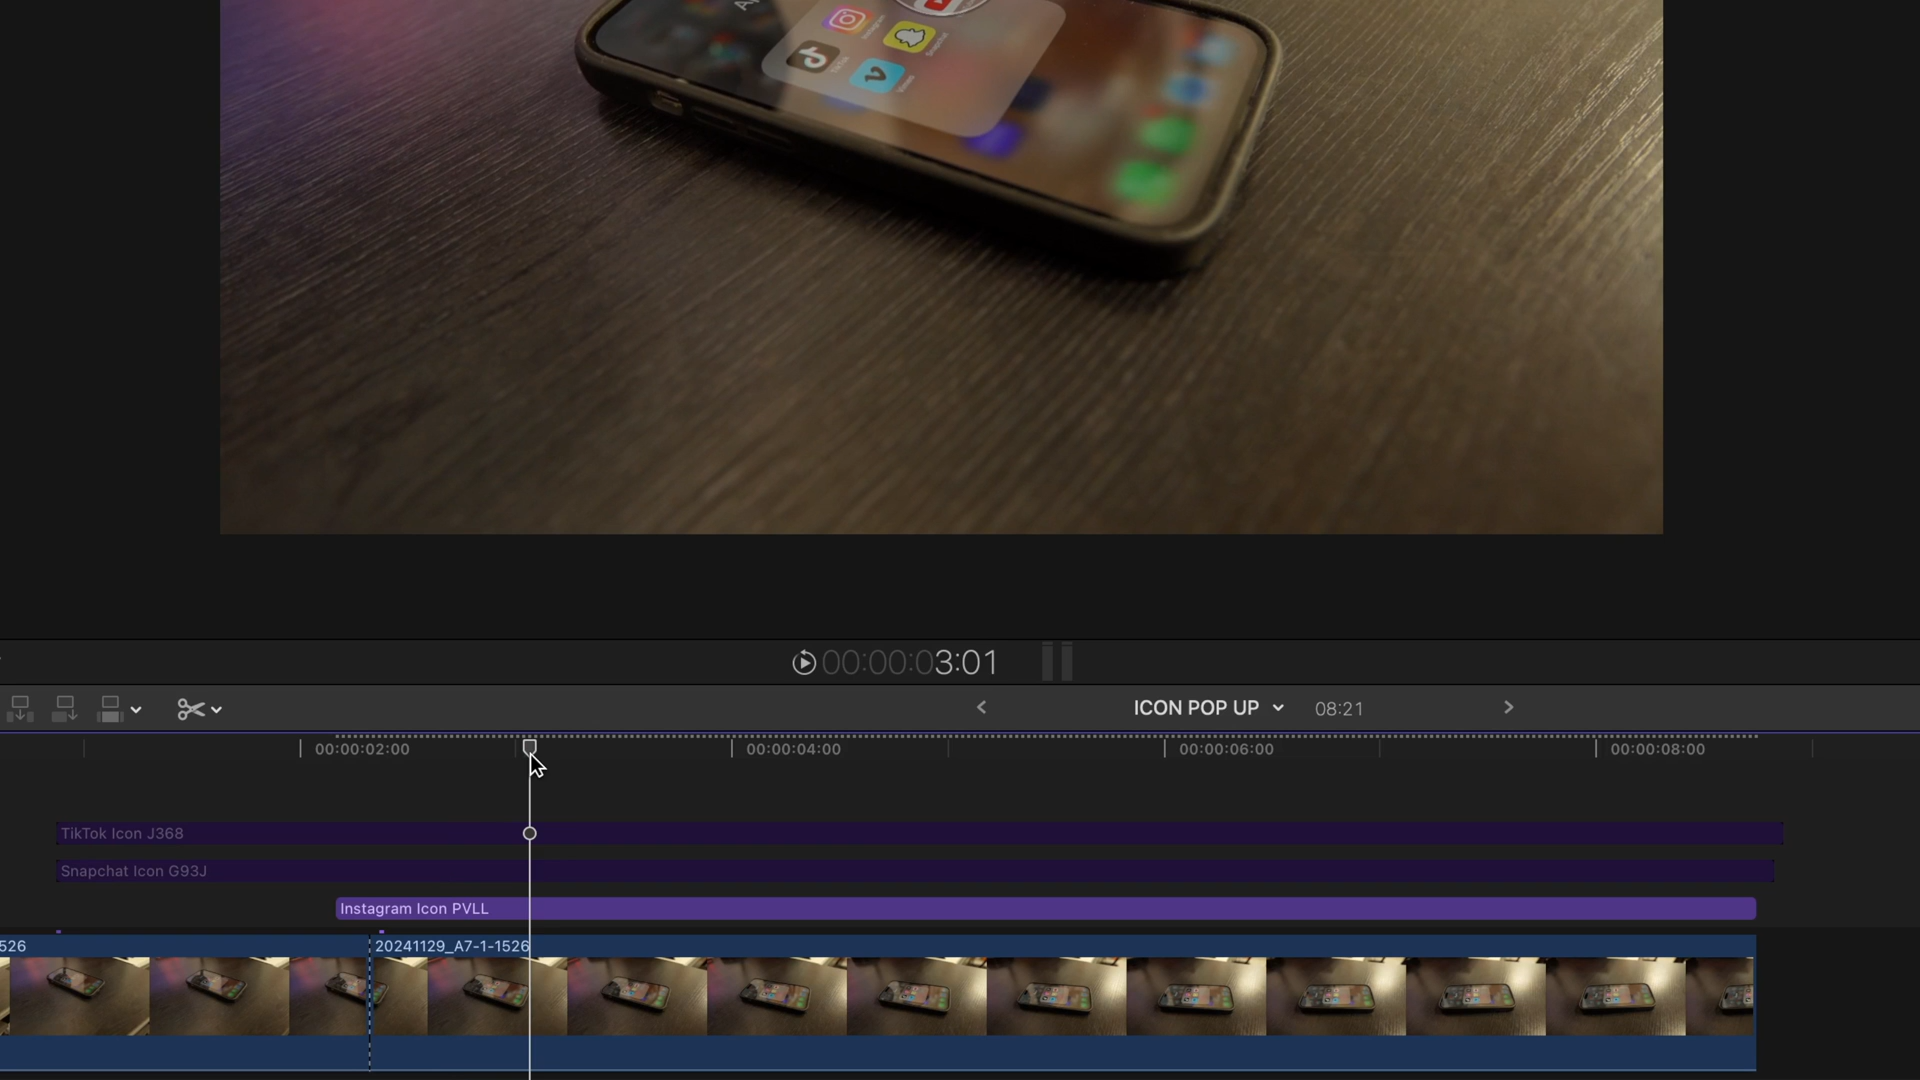 00:00:03:01
ICON POP UP 08:21
00:00:02:00 00:00:04:00 00:00:06:00 00:00:08:00
TikTok Icon J368
Snapchat Icon G93J
Instagram Icon PVLL
526 20241129_A7-1-1526